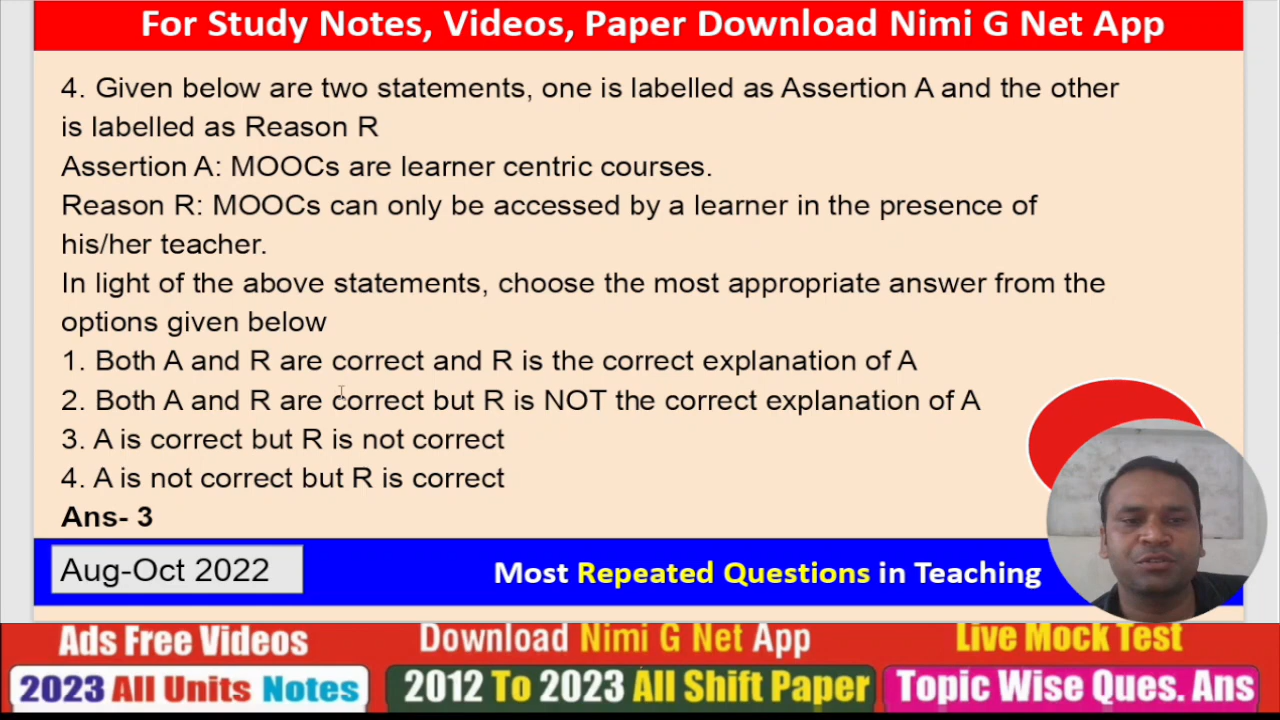 For Study Notes, Videos, Paper Download Nimi G Net App
4. Given below are two statements, one is labelled as Assertion A and the other
is labelled as Reason R
Assertion A: MOOCs are learner centric courses.
Reason R: MOOCs can only be accessed by a learner in the presence of
his/her teacher.
In light of the above statements, choose the most appropriate answer from the
options given below
1. Both A and R are correct and R is the correct explanation of A
2. Both A and R are correct but R is NOT the correct explanation of A
3. A is correct but R is not correct
4. A is not correct but R is correct
Ans- 3
Aug-Oct 2022
Most Repeated Questions in Teaching
Ads Free Videos
Download Nimi G Net App
Live Mock Test
2023 All Units Notes
2012 To 2023 All Shift Paper
Topic Wise Ques. Ans